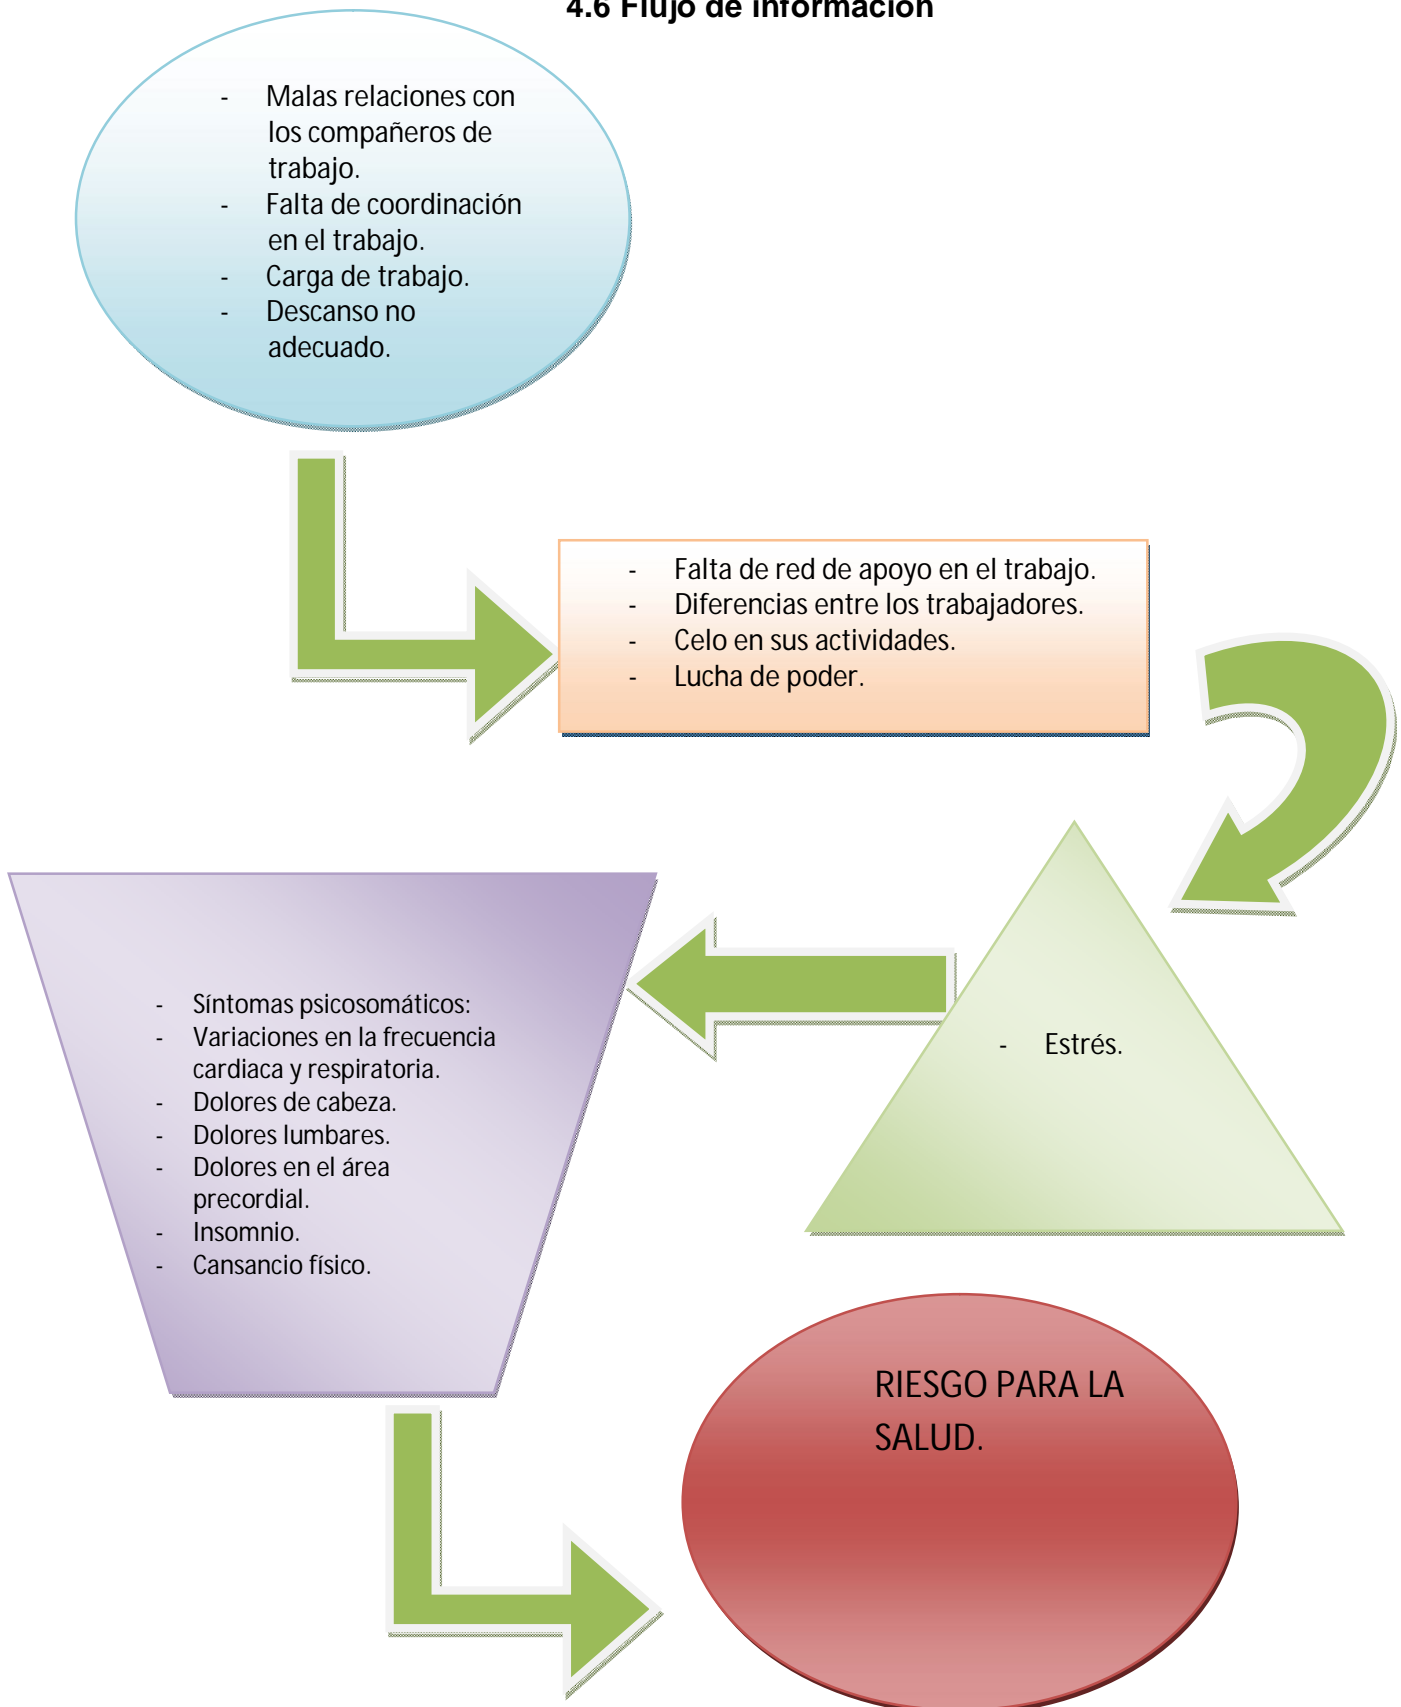 4.6 Flujo de información
- Malas relaciones con
los compañeros de
trabajo.
- Falta de coordinación
en el trabajo.
- Carga de trabajo.
- Descanso no
adecuado.
- Falta de red de apoyo en el trabajo.
- Diferencias entre los trabajadores.
- Celo en sus actividades.
- Lucha de poder.
- Estrés.
- Síntomas psicosomáticos:
- Variaciones en la frecuencia
cardiaca y respiratoria.
- Dolores de cabeza.
- Dolores lumbares.
- Dolores en el área
precordial.
- Insomnio.
- Cansancio físico.
RIESGO PARA LA
SALUD.